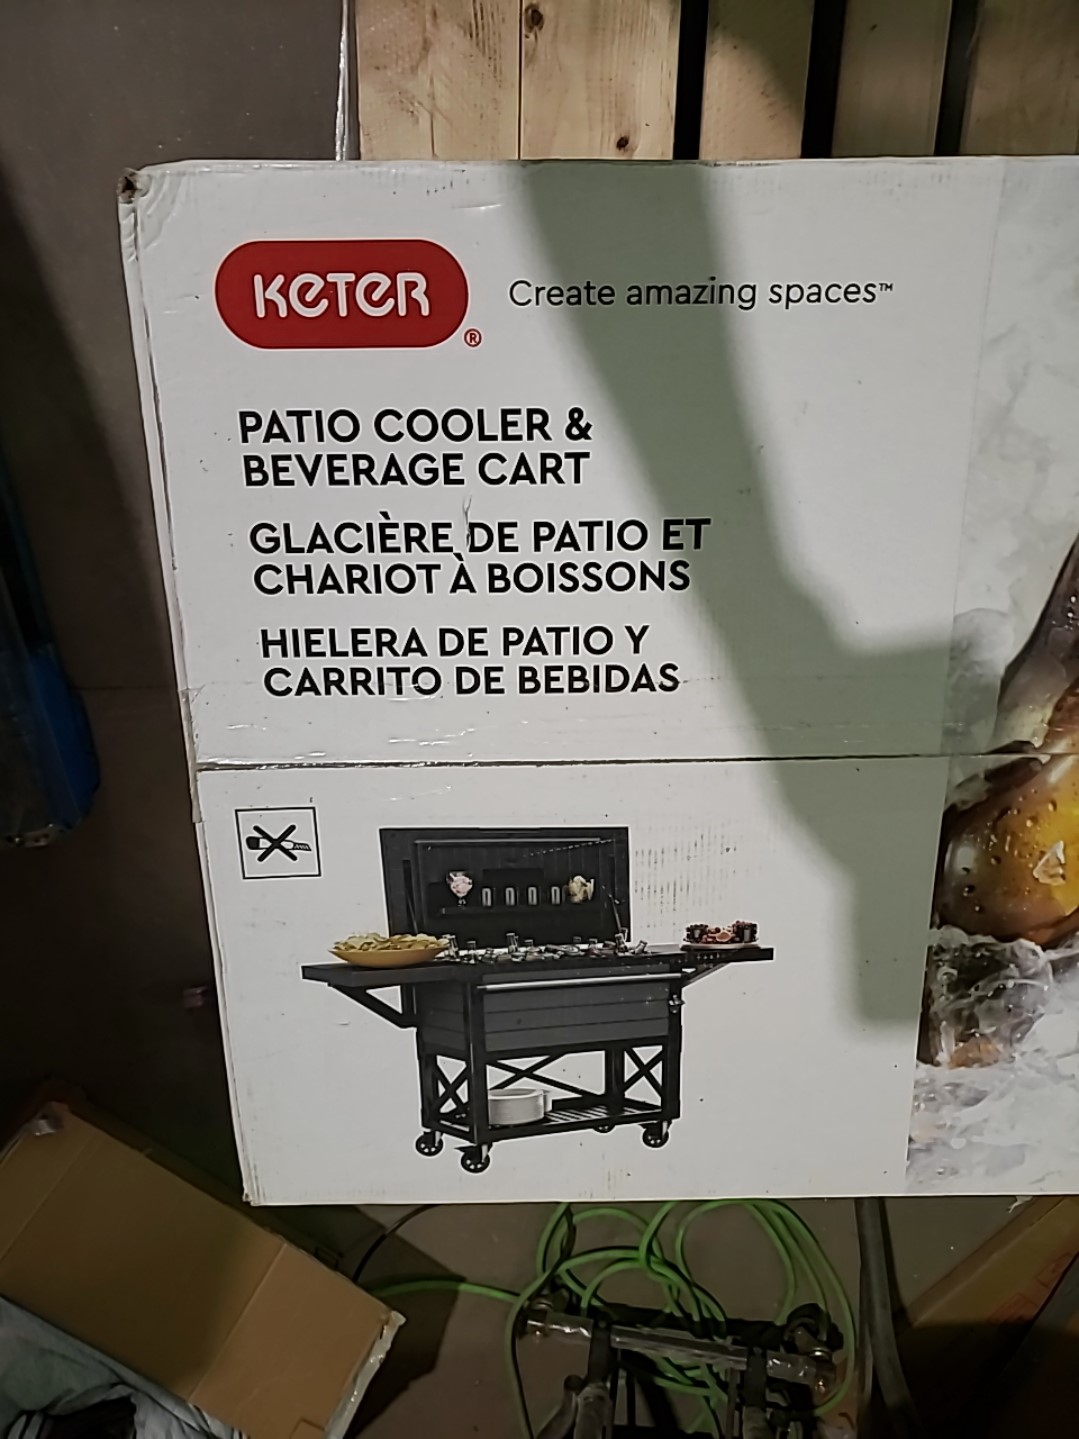 KETER®
Create amazing spaces™
PATIO COOLER &
BEVERAGE CART
GLACIÈRE DE PATIO ET
CHARIOT À BOISSONS
HIELERA DE PATIO Y
CARRITO DE BEBIDAS